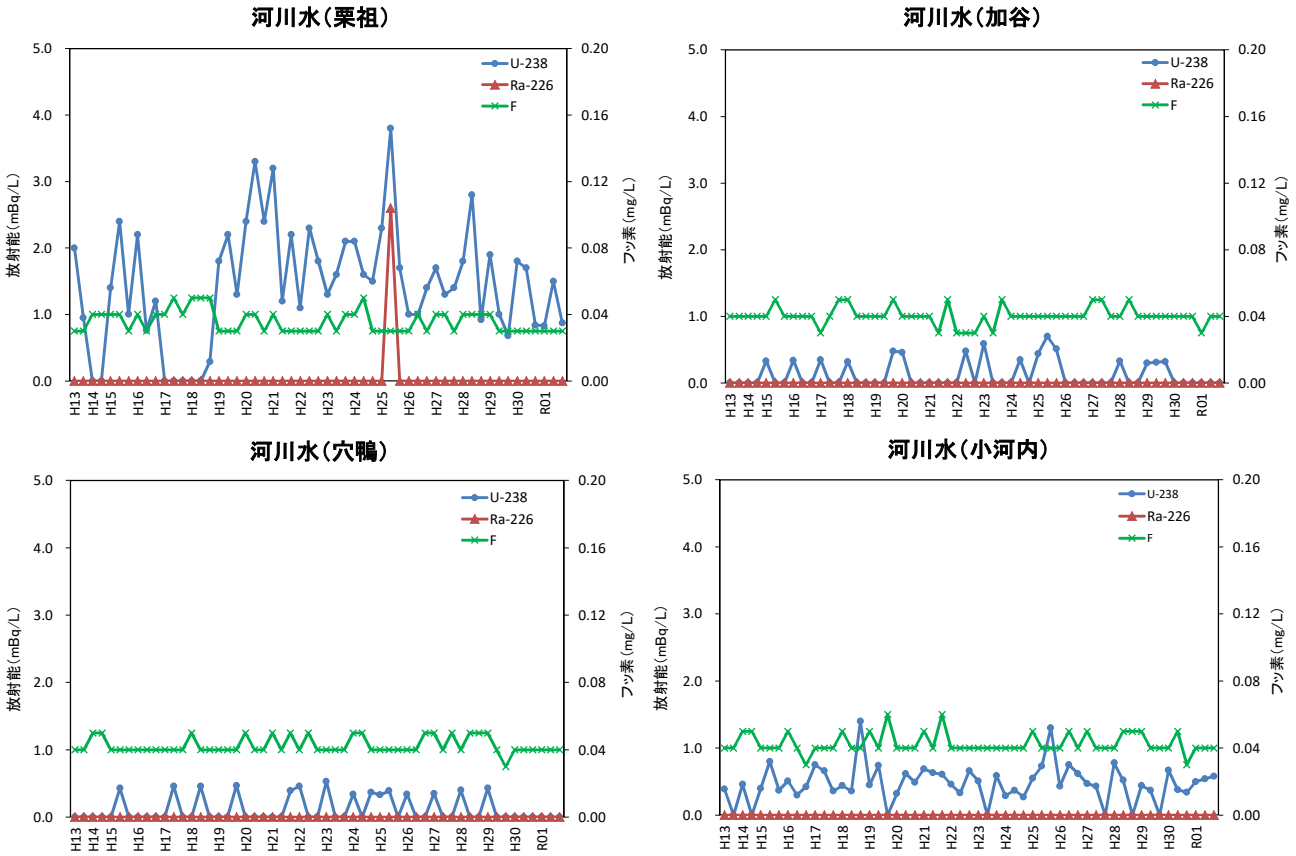 河川水（栗祖）
5.0
4.0
3.0
2.0
1.0
0.0
放射能（mBq/L）
0.20
0.16
0.12
0.08
0.04
0.00
フッ素（mg/L）
U-238
Ra-226
F
H13
H14
H15
H16
H17
H18
H19
H20
H21
H22
H23
H24
H25
H26
H27
H28
H29
H30
R01
河川水（加谷）
5.0
4.0
3.0
2.0
1.0
0.0
放射能（mBq/L）
0.20
0.16
0.12
0.08
0.04
0.00
フッ素（mg/L）
U-238
Ra-226
F
H13
H14
H15
H16
H17
H18
H19
H20
H21
H22
H23
H24
H25
H26
H27
H28
H29
H30
R01
河川水（穴鴨）
5.0
4.0
3.0
2.0
1.0
0.0
放射能（mBq/L）
0.20
0.16
0.12
0.08
0.04
0.00
フッ素（mg/L）
U-238
Ra-226
F
H13
H14
H15
H16
H17
H18
H19
H20
H21
H22
H23
H24
H25
H26
H27
H28
H29
H30
R01
河川水（小河内）
5.0
4.0
3.0
2.0
1.0
0.0
放射能（mBq/L）
0.20
0.16
0.12
0.08
0.04
0.00
フッ素（mg/L）
U-238
Ra-226
F
H13
H14
H15
H16
H17
H18
H19
H20
H21
H22
H23
H24
H25
H26
H27
H28
H29
H30
R01